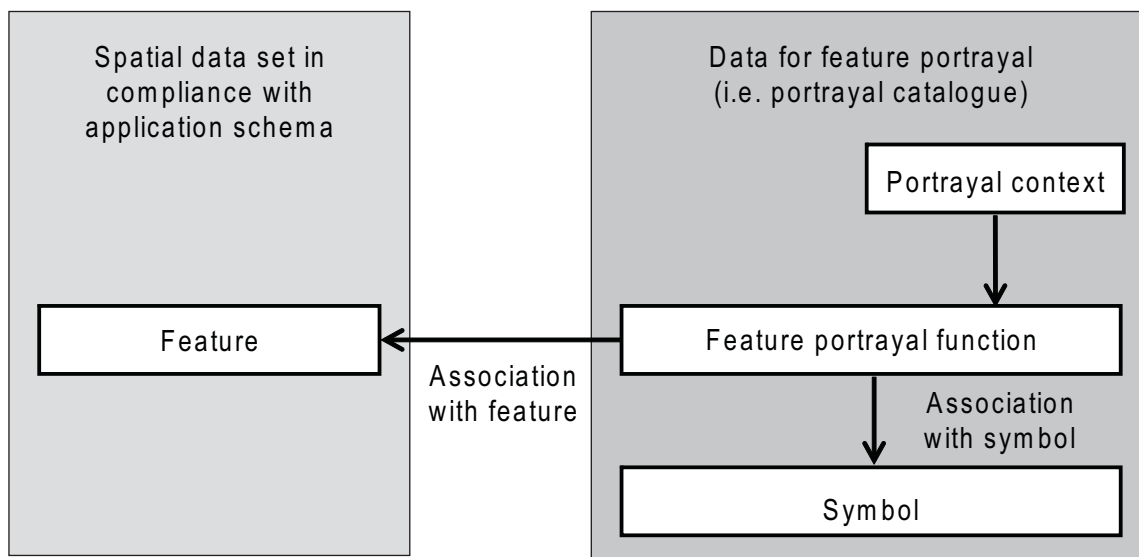 Spatial data set in
compliance with
application schema
Data for feature portrayal
(i.e. portrayal catalogue)
Portrayal context
Feature
Feature portrayal function
Association
with feature
Association
with symbol
Symbol